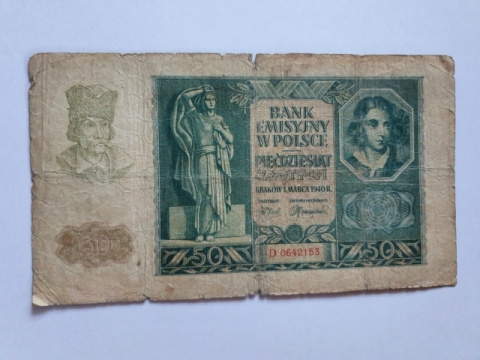 BANK
EMISYJNY
W POLSCE
PIĘĆDZIESIĄT
ZŁOTYCH
KRAKÓW 1. MARCA 1940 R.
D 0642153
50
50